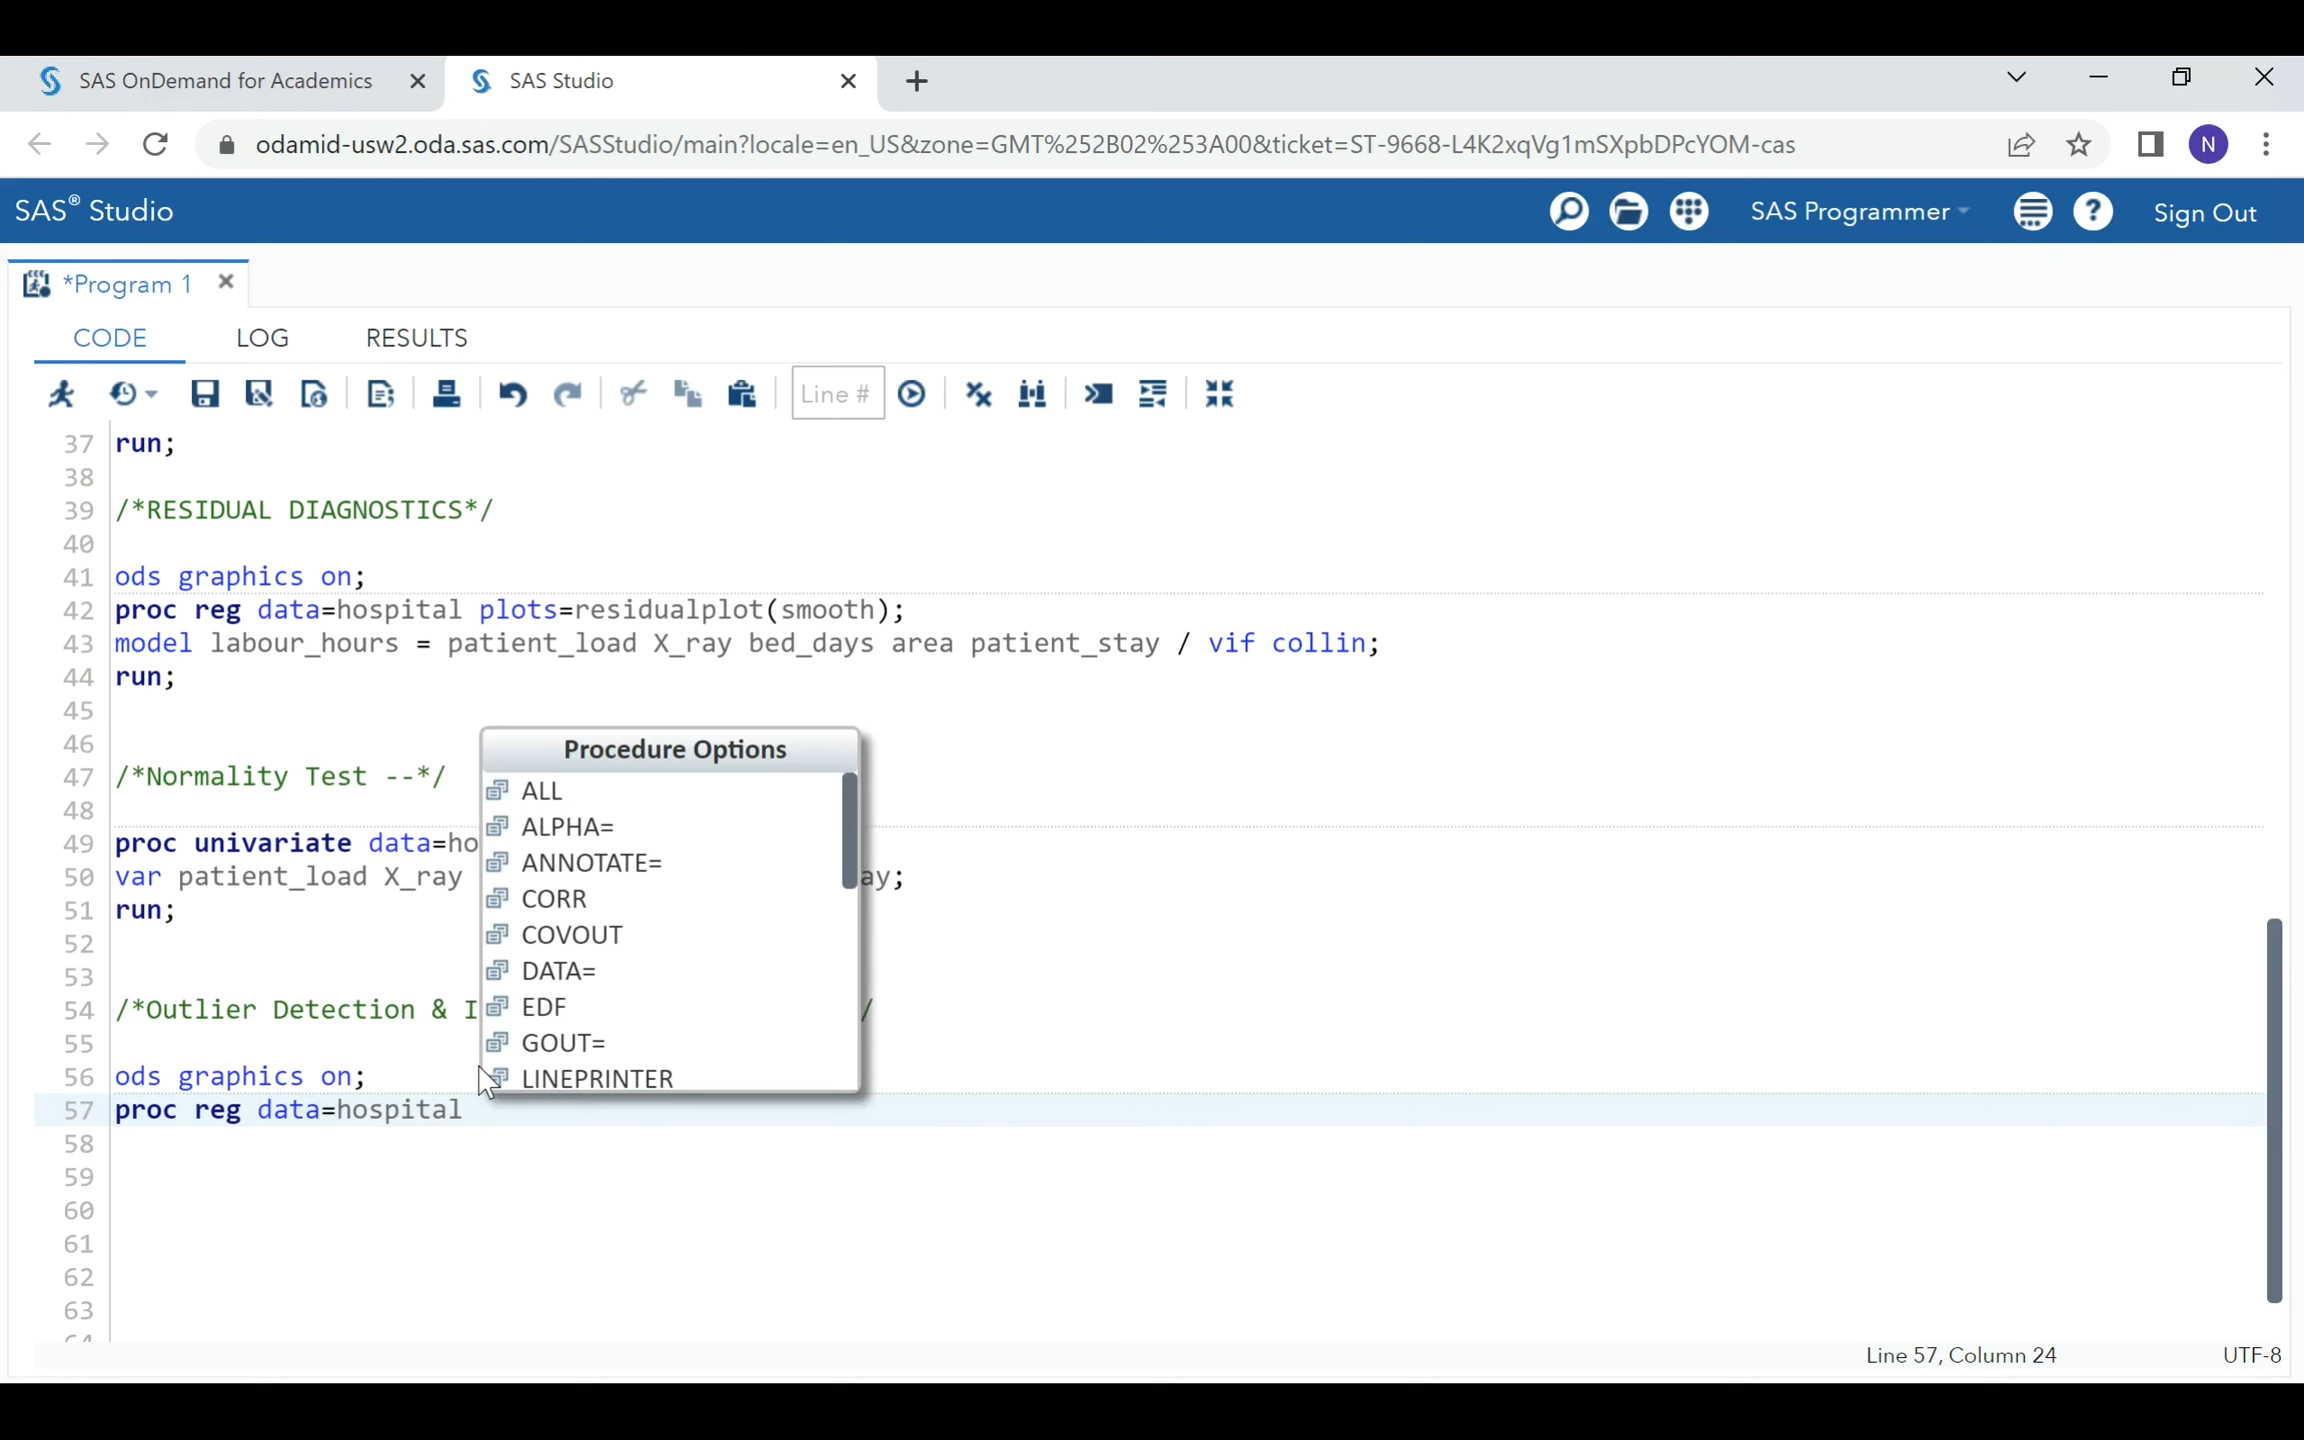 SAS OnDemand for Academics
SAS Studio
odamid-usw2.oda.sas.com/SASStudio/main?locale=en_US&zone=GMT%252B02%253A00&ticket=ST-9668-L4K2xqVg1mSXpbDPcYOM-cas
N
SAS® Studio
SAS Programmer
?
Sign Out
*Program 1
CODE LOG RESULTS
Line #
37 run;
38
39 /*RESIDUAL DIAGNOSTICS*/
40
41 ods graphics on;
42 proc reg data=hospital plots=residualplot(smooth);
43 model labour_hours = patient_load X_ray bed_days area patient_stay / vif collin;
44 run;
45
46
47 /*Normality Test --*/
48
49 proc univariate data=ho
50 var patient_load X_ray ay;
51 run;
52
53
54 /*Outlier Detection & I /
55
56 ods graphics on;
57 proc reg data=hospital
58
59
60
61
62
63
Procedure Options
ALL
ALPHA=
ANNOTATE=
CORR
COVOUT
DATA=
EDF
GOUT=
LINEPRINTER
Line 57, Column 24
UTF-8